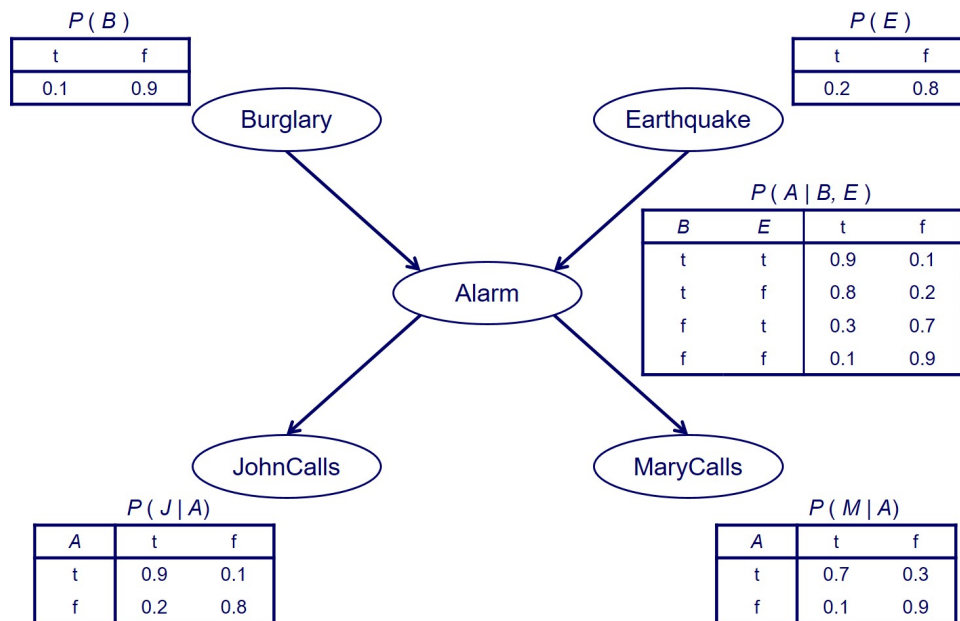 P ( B )
t f
0.1 0.9
P ( E )
t f
0.2 0.8
Burglary
Earthquake
P ( A | B, E )
B E t f
t t 0.9 0.1
t f 0.8 0.2
f t 0.3 0.7
f f 0.1 0.9
Alarm
JohnCalls
MaryCalls
P ( J | A)
A t f
t 0.9 0.1
f 0.2 0.8
P ( M | A)
A t f
t 0.7 0.3
f 0.1 0.9